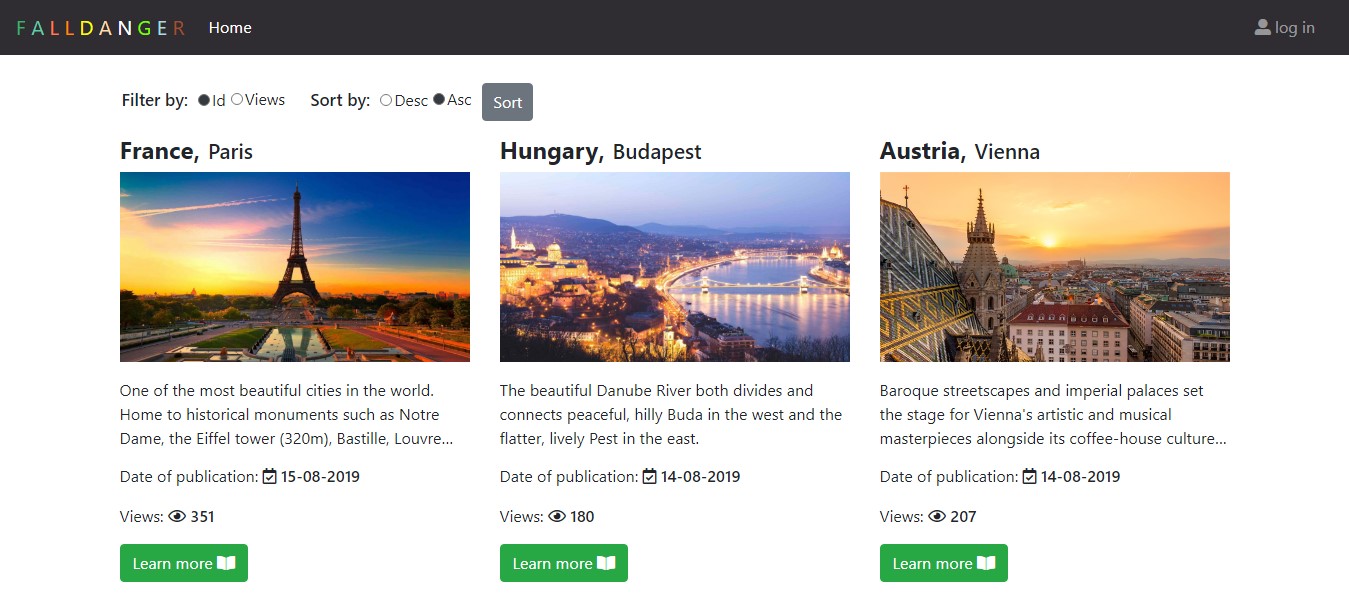 FALLDANGER Home log in
Filter by: Id Views Sort by: Desc Asc Sort
France, Paris
One of the most beautiful cities in the world.
Home to historical monuments such as Notre
Dame, the Eiffel tower (320m), Bastille, Louvre...
Date of publication: 15-08-2019
Views: 351
Learn more
Hungary, Budapest
The beautiful Danube River both divides and
connects peaceful, hilly Buda in the west and the
flatter, lively Pest in the east.
Date of publication: 14-08-2019
Views: 180
Learn more
Austria, Vienna
Baroque streetscapes and imperial palaces set
the stage for Vienna's artistic and musical
masterpieces alongside its coffee-house culture...
Date of publication: 14-08-2019
Views: 207
Learn more